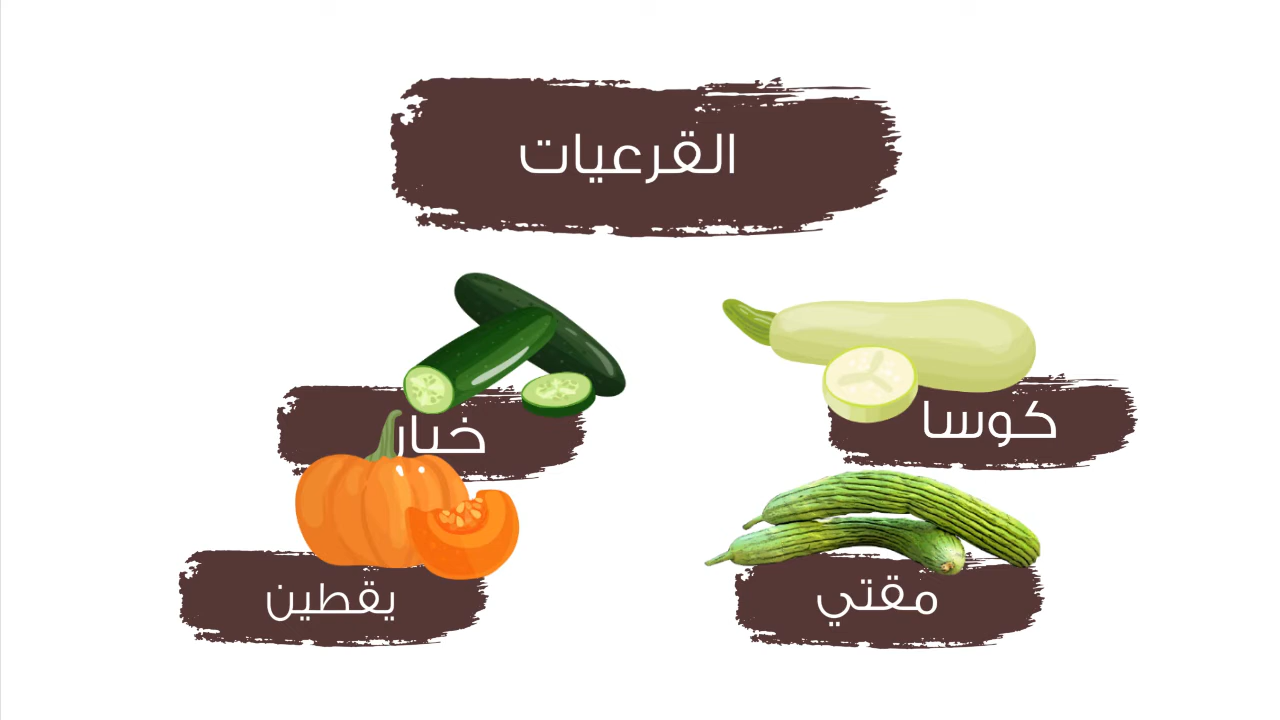 القرعيات
كوسا
خيار
مقتي
يقطين